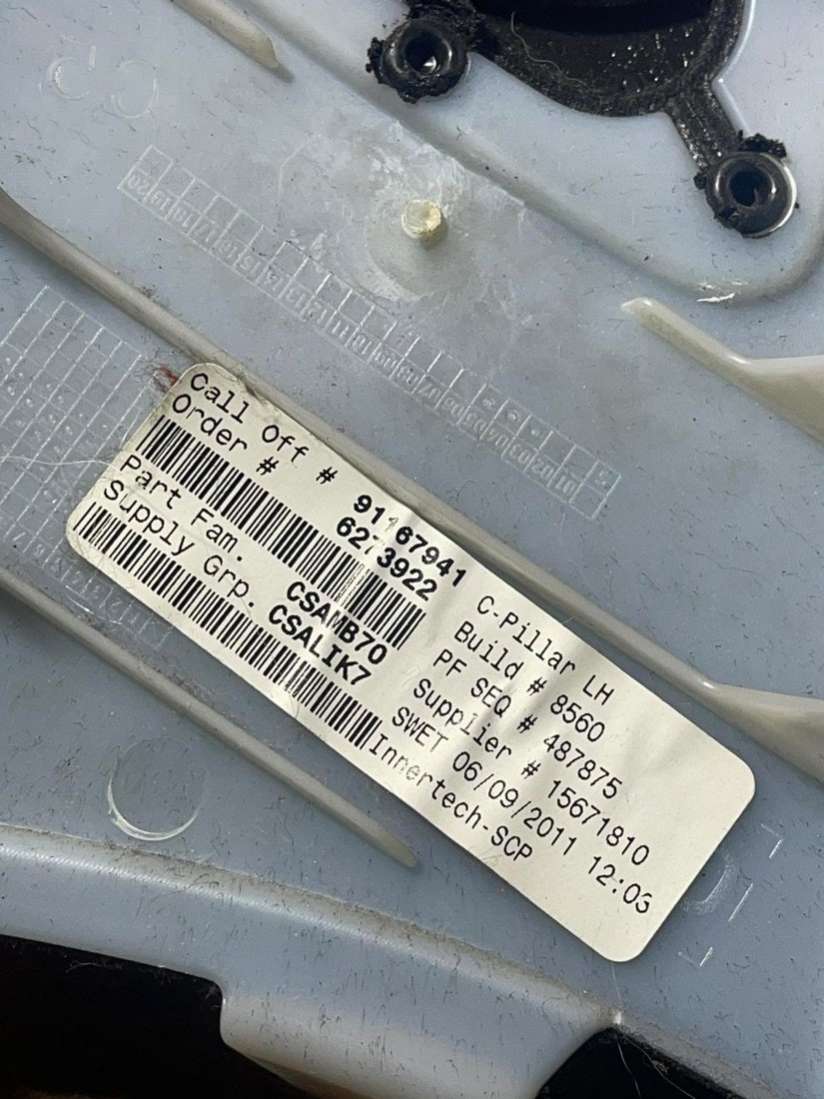 Call Off # 91167941
Order # 6273922
Part Fam. CSAMB70
Supply Grp. CSALIK7
C-Pillar LH
Build # 8560
PF SEQ # 487875
Supplier # 15671810
SWET 06/09/2011 12:03
Innertech-SCP